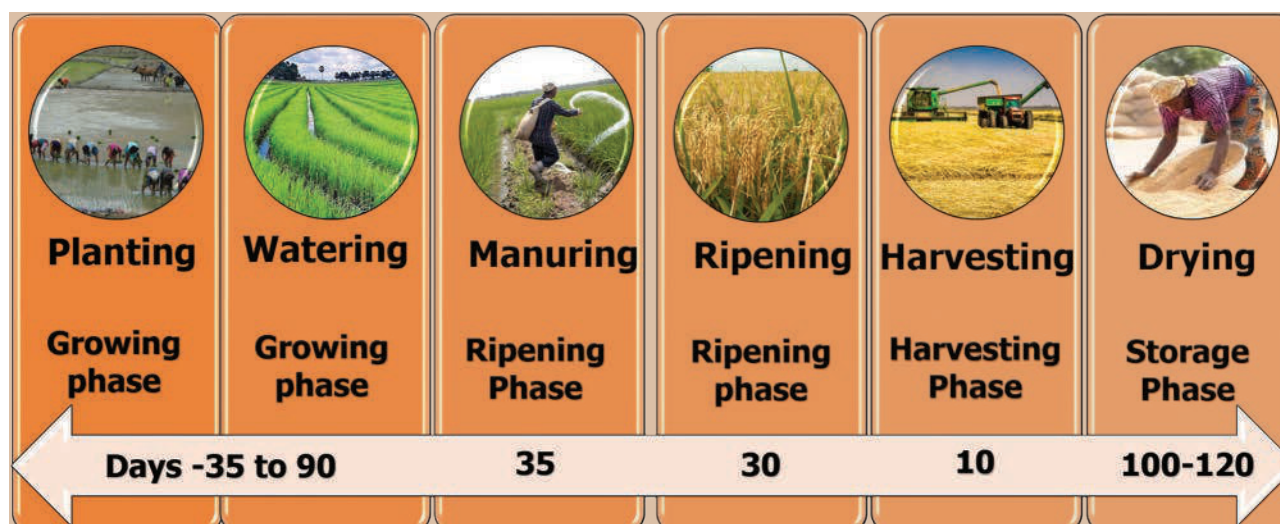 Planting
Watering
Manuring
Ripening
Harvesting
Drying
Growing
phase
Growing
phase
Ripening
Phase
Ripening
phase
Harvesting
Phase
Storage
Phase
Days -35 to 90
35
30
10
100-120